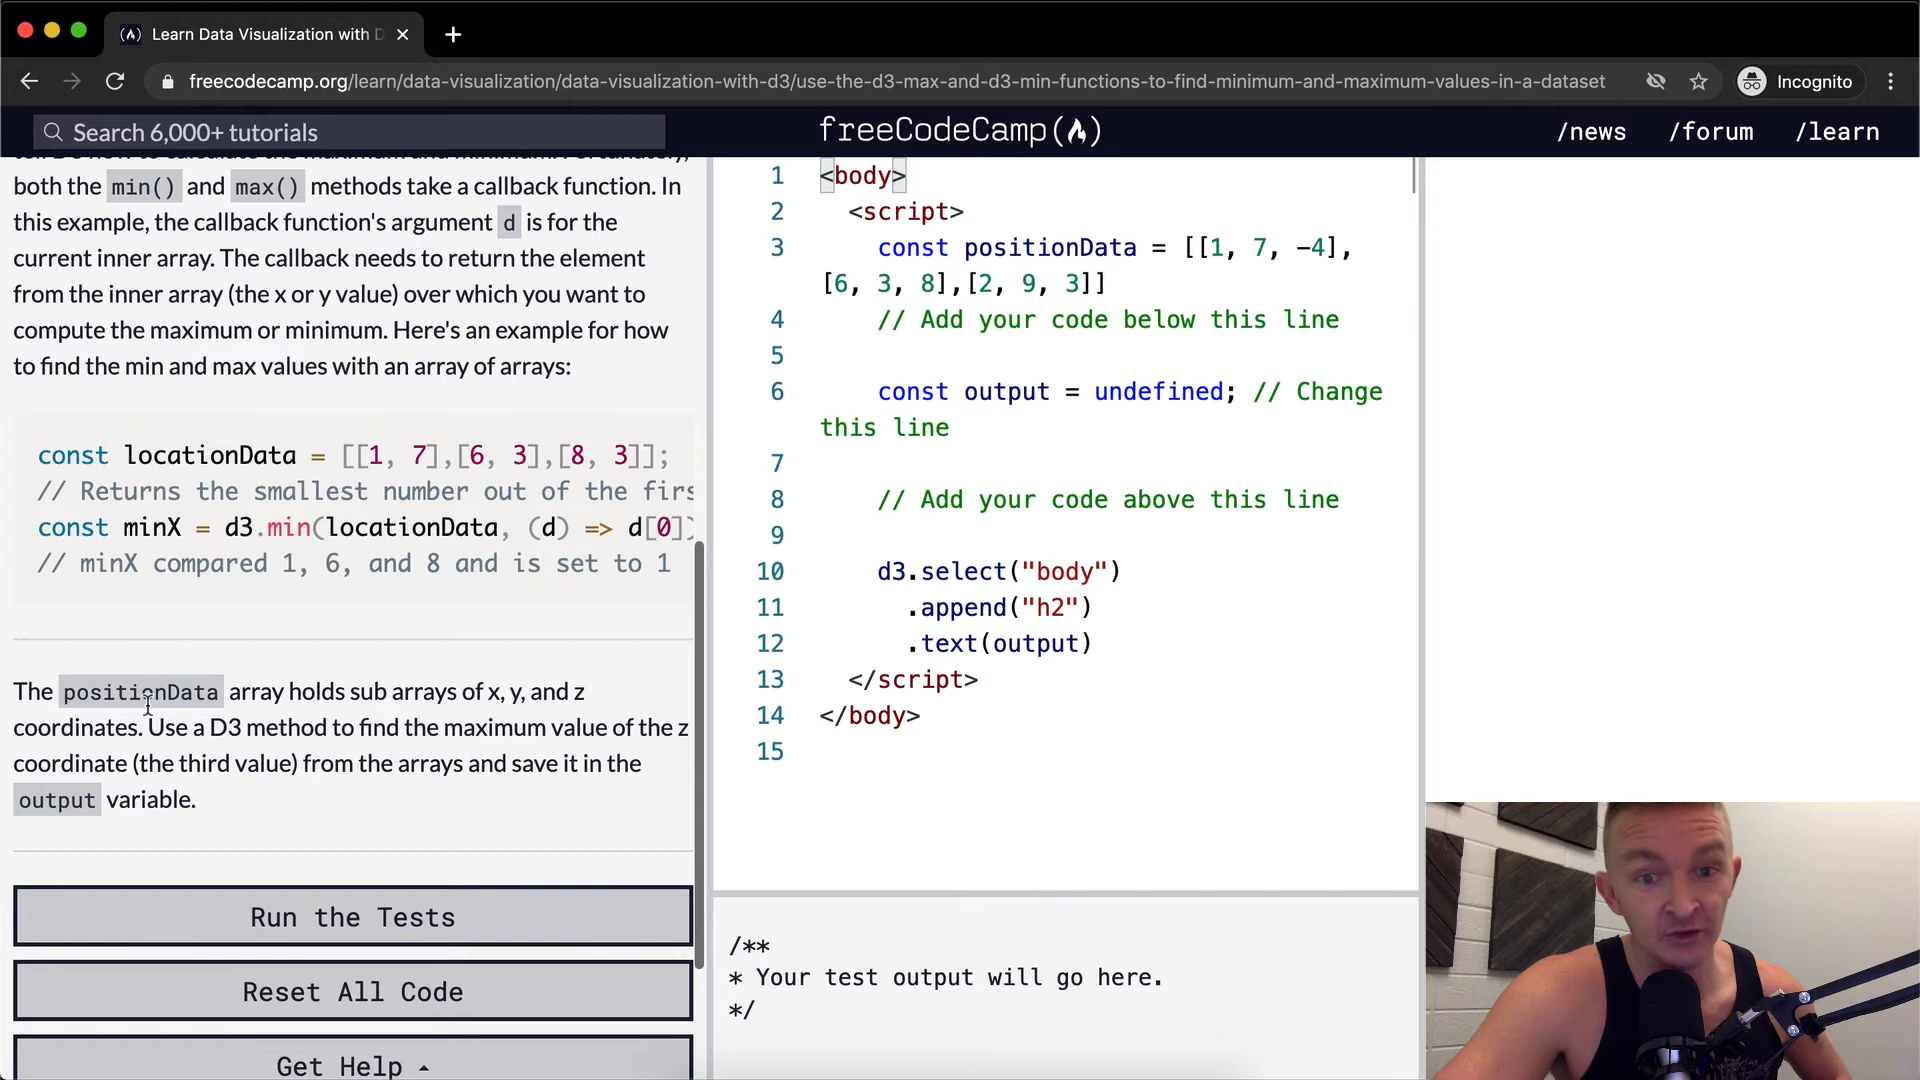 Learn Data Visualization with D
freecodecamp.org/learn/data-visualization/data-visualization-with-d3/use-the-d3-max-and-d3-min-functions-to-find-minimum-and-maximum-values-in-a-dataset
Incognito
Search 6,000+ tutorials
freeCodeCamp
/news
/forum
/learn
tell D3 how to calculate the maximum and minimum. Fortunately,
both the min() and max() methods take a callback function. In
this example, the callback function's argument d is for the
current inner array. The callback needs to return the element
from the inner array (the x or y value) over which you want to
compute the maximum or minimum. Here's an example for how
to find the min and max values with an array of arrays:
const locationData = [[1, 7],[6, 3],[8, 3]];
// Returns the smallest number out of the firs
const minX = d3.min(locationData, (d) => d[0])
// minX compared 1, 6, and 8 and is set to 1
The positionData array holds sub arrays of x, y, and z
coordinates. Use a D3 method to find the maximum value of the z
coordinate (the third value) from the arrays and save it in the
output variable.
Run the Tests
Reset All Code
Get Help
1 <body>
2 <script>
3 const positionData = [[1, 7, -4],
[6, 3, 8],[2, 9, 3]]
4 // Add your code below this line
5
6 const output = undefined; // Change
this line
7
8 // Add your code above this line
9
10 d3.select("body")
11 .append("h2")
12 .text(output)
13 </script>
14 </body>
15
/**
* Your test output will go here.
*/